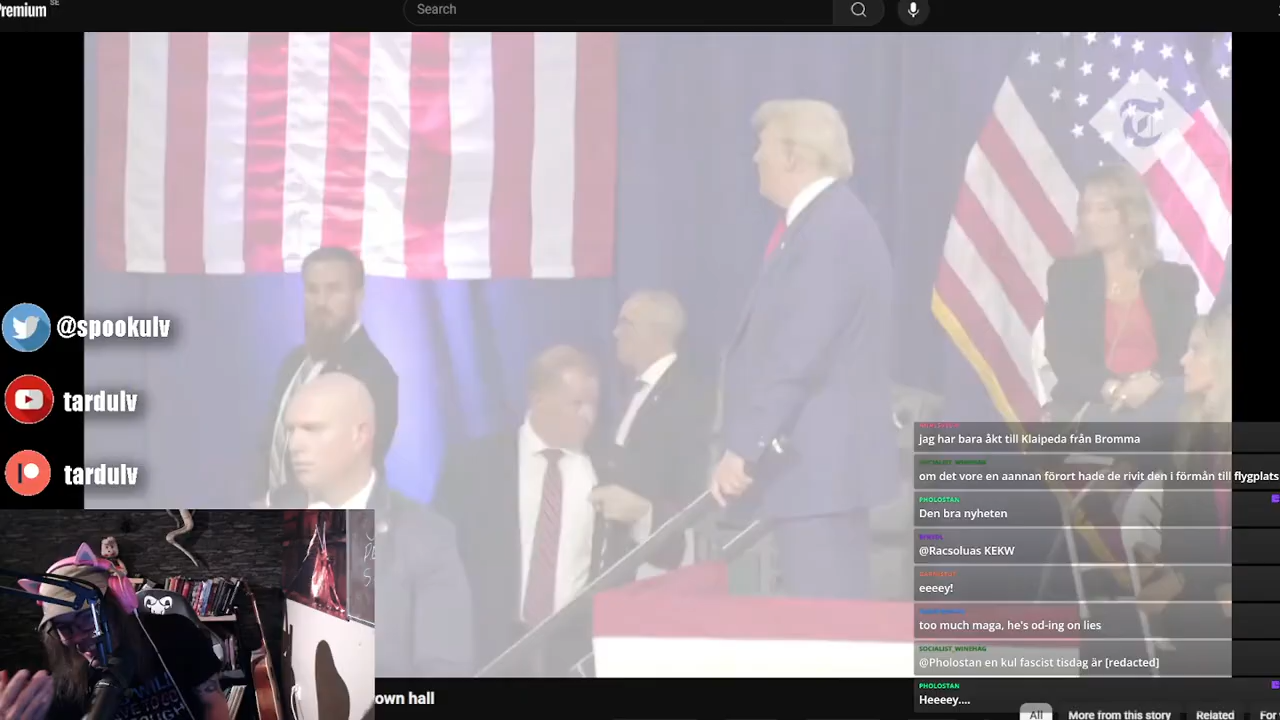 Premium SE
Search
@spookulv
tardulv
tardulv
jag har bara åkt till Klaipeda från Bromma
om det vore en aannan förort hade de rivit den i förmån till flygplats
PHOLOSTAN
Den bra nyheten
@Racsoluas KEKW
eeeey!
too much maga, he's od-ing on lies
SOCIALIST_WINEHAG
@Pholostan en kul fascist tisdag är [redacted]
PHOLOSTAN
Heeeey....
own hall
All
More from this story
Related
For